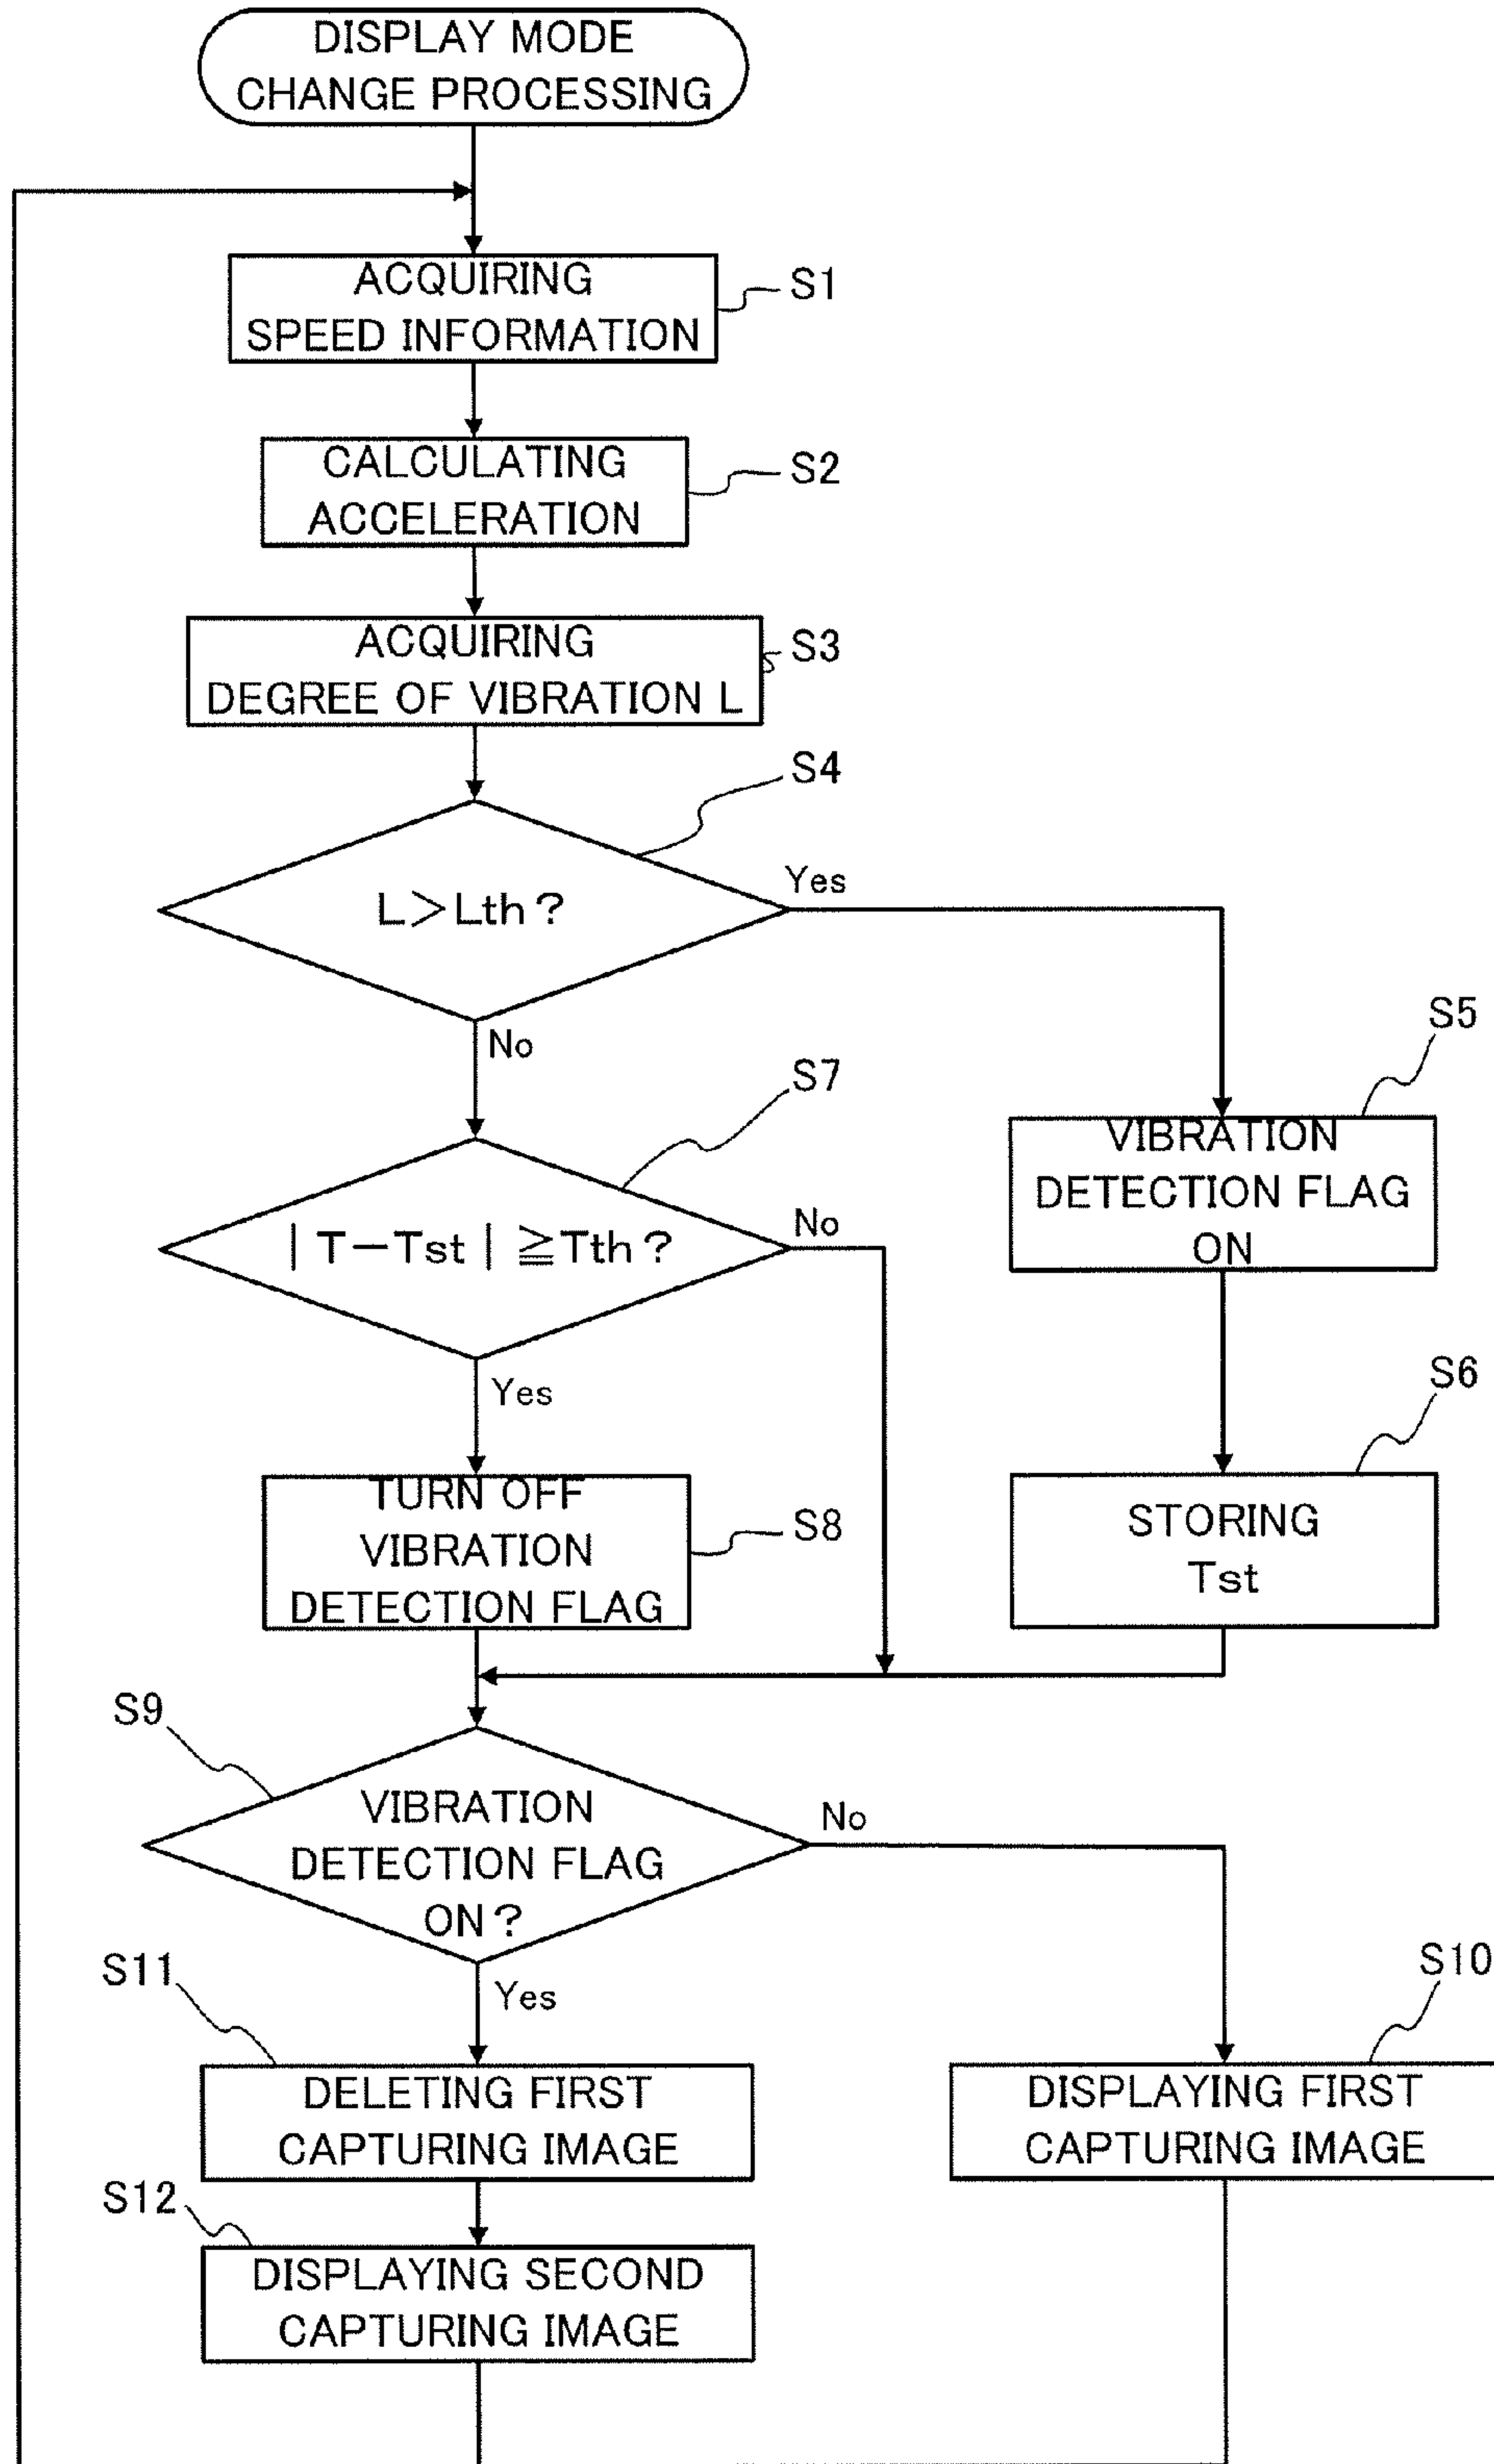 DISPLAY MODE
CHANGE PROCESSING
ACQUIRING
SPEED INFORMATION
S1
CALCULATING
ACCELERATION
S2
ACQUIRING
DEGREE OF VIBRATION L
S3
S4
L>Lth?
Yes
No
S5
VIBRATION
DETECTION FLAG
ON
S7
|T-Tst| ≧Tth?
No
Yes
S6
STORING
Tst
TURN OFF
VIBRATION
DETECTION FLAG
S8
S9
VIBRATION
DETECTION FLAG
ON?
No
Yes
S11
DELETING FIRST
CAPTURING IMAGE
S10
DISPLAYING FIRST
CAPTURING IMAGE
S12
DISPLAYING SECOND
CAPTURING IMAGE